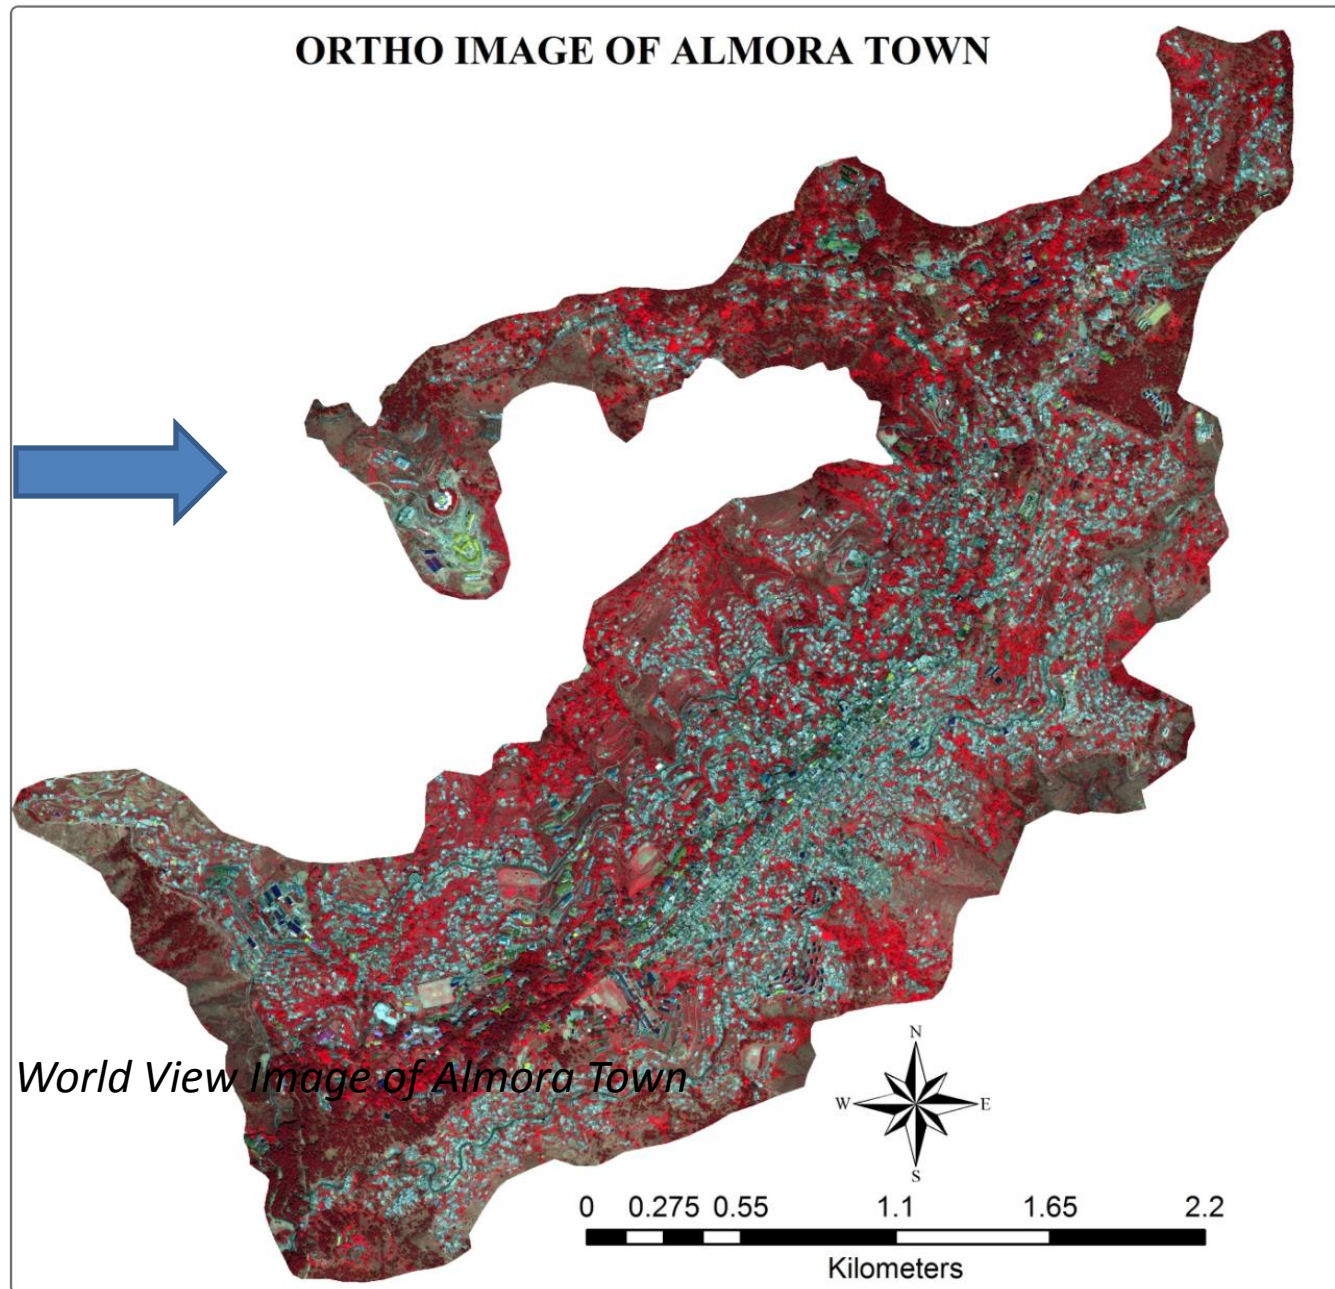 ORTHO IMAGE OF ALMORA TOWN
World View Image of Almora Town
N
W E
S
0 0.275 0.55 1.1 1.65 2.2
Kilometers